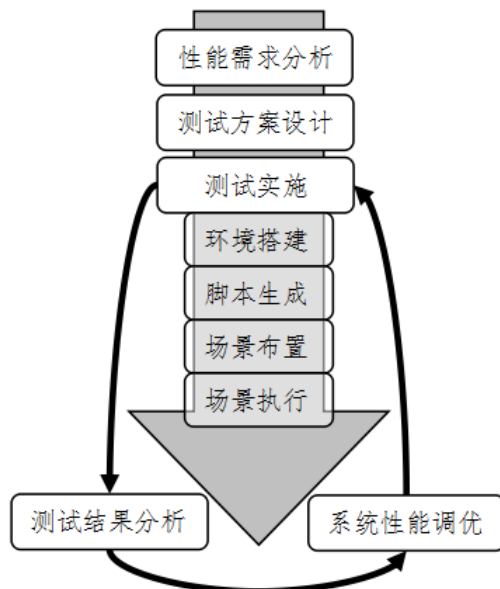 性能需求分析
测试方案设计
测试实施
环境搭建
脚本生成
场景布置
场景执行
测试结果分析
系统性能调优